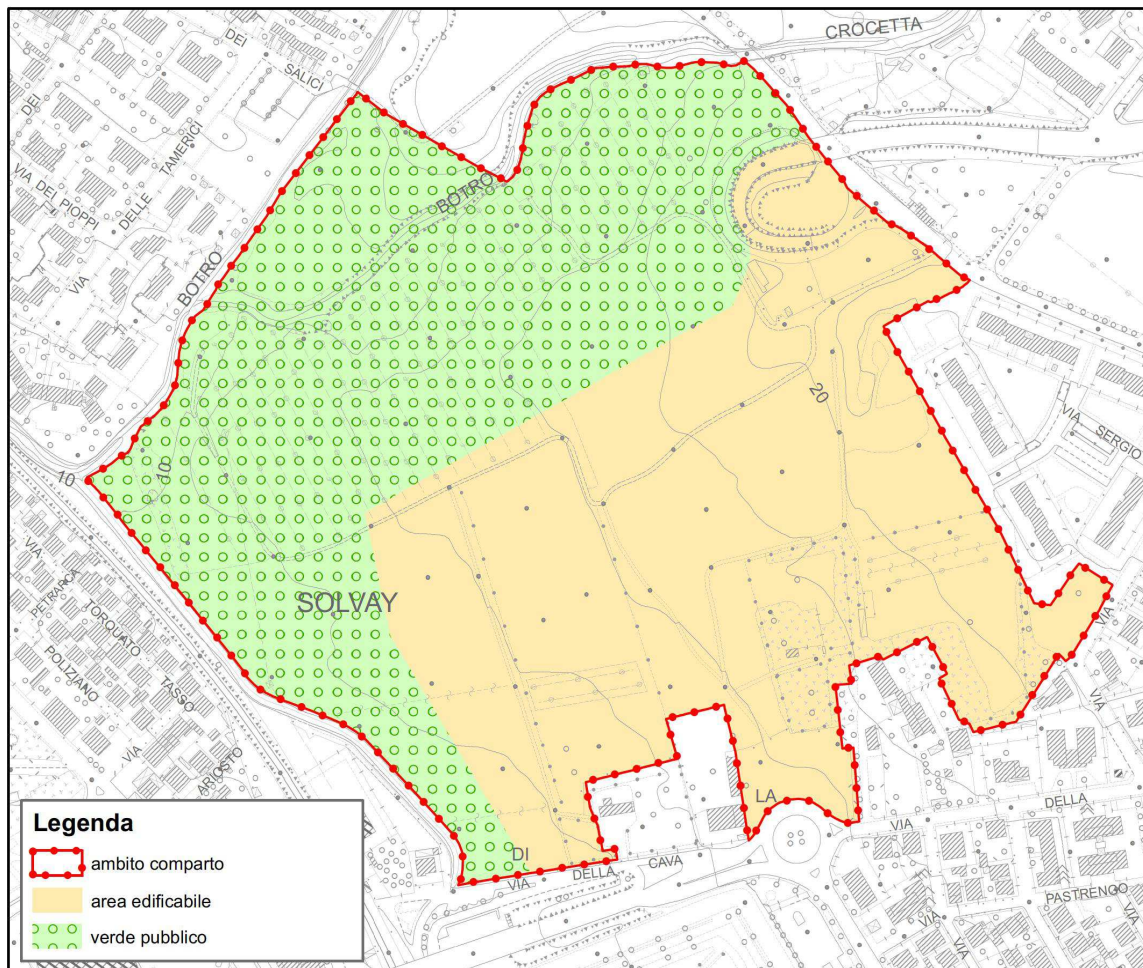 DEI
CROCETTA
SALICI
DEI
TAMERICI
VIA DEI PIOPPI
DELLE
VIA
BOTRO
BOTRO
20
VIA
SERGIO
10
10
VIA
PETRARCA
TORQUATO
POLIZIANO
TASSO
VIA
ARIOSTO
SOLVAY
VIA
VIA
LA
DELLA
VIA
DI
CAVA
DELLA
VIA
PASTRENGO
VIA
VIA
Legenda
ambito comparto
area edificabile
verde pubblico